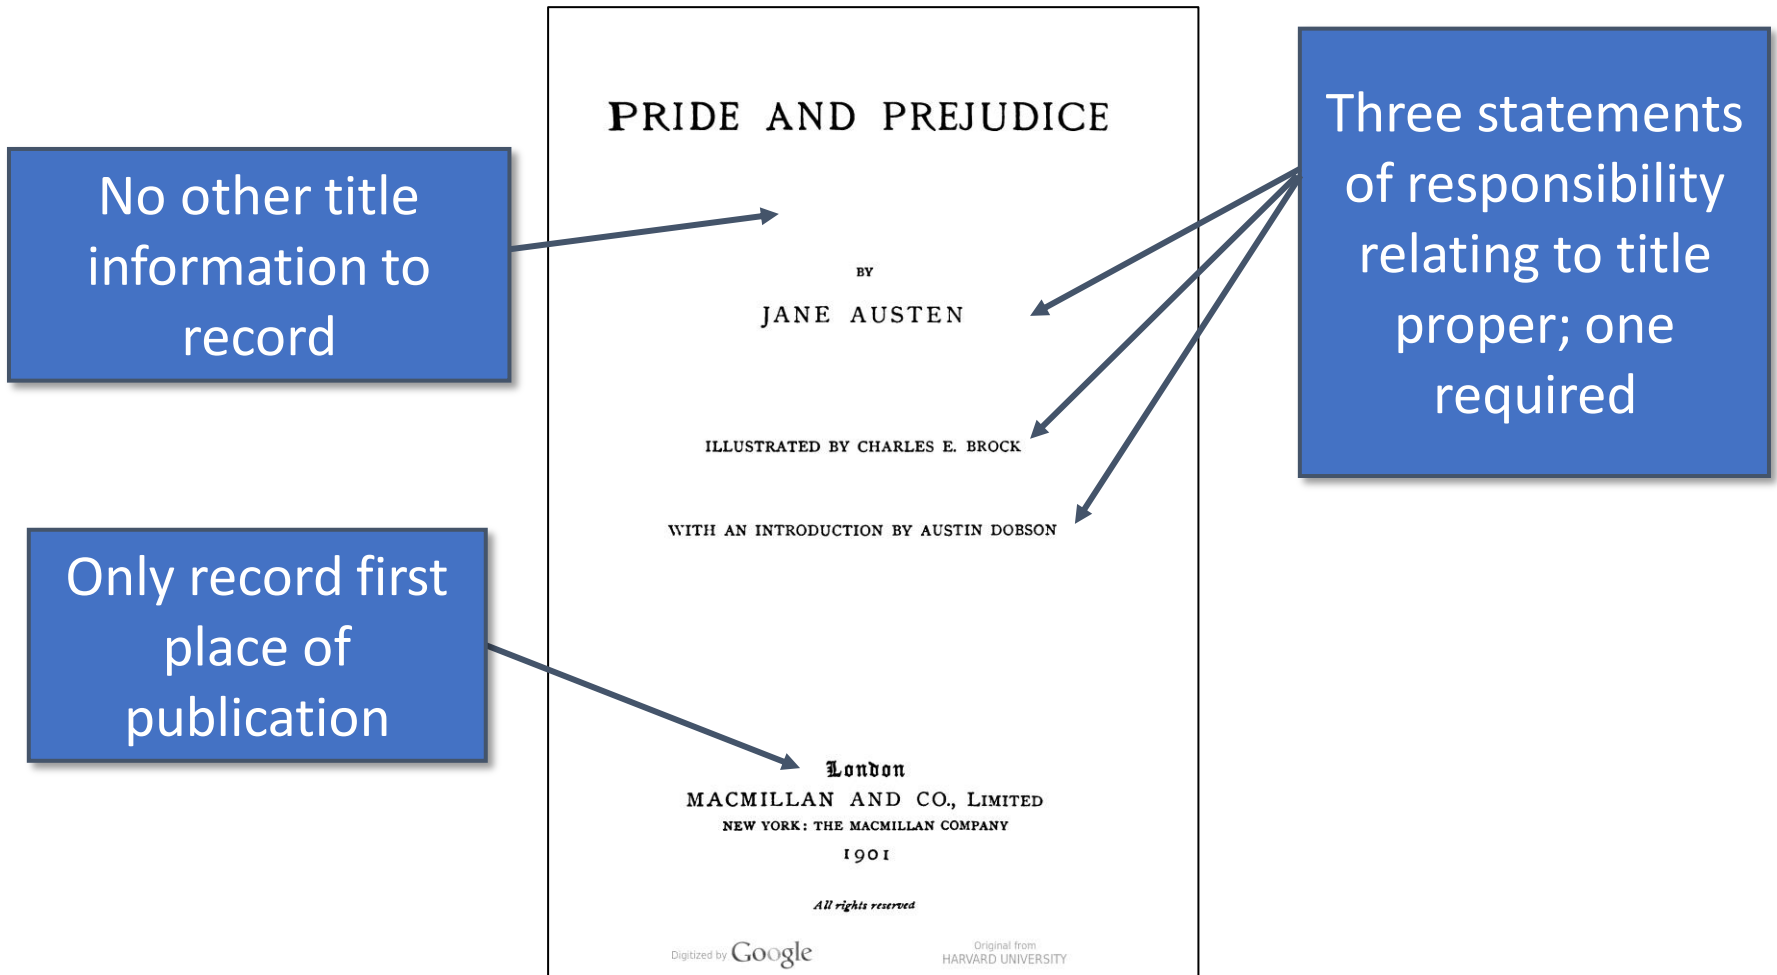 PRIDE AND PREJUDICE
No other title
information to
record
BY
JANE AUSTEN
Three statements
of responsibility
relating to title
proper; one
required
ILLUSTRATED BY CHARLES E. BROCK
WITH AN INTRODUCTION BY AUSTIN DOBSON
Only record first
place of
publication
London
MACMILLAN AND CO., LIMITED
NEW YORK: THE MACMILLAN COMPANY
1901
All rights reserved
Digitized by Google
Original from
HARVARD UNIVERSITY